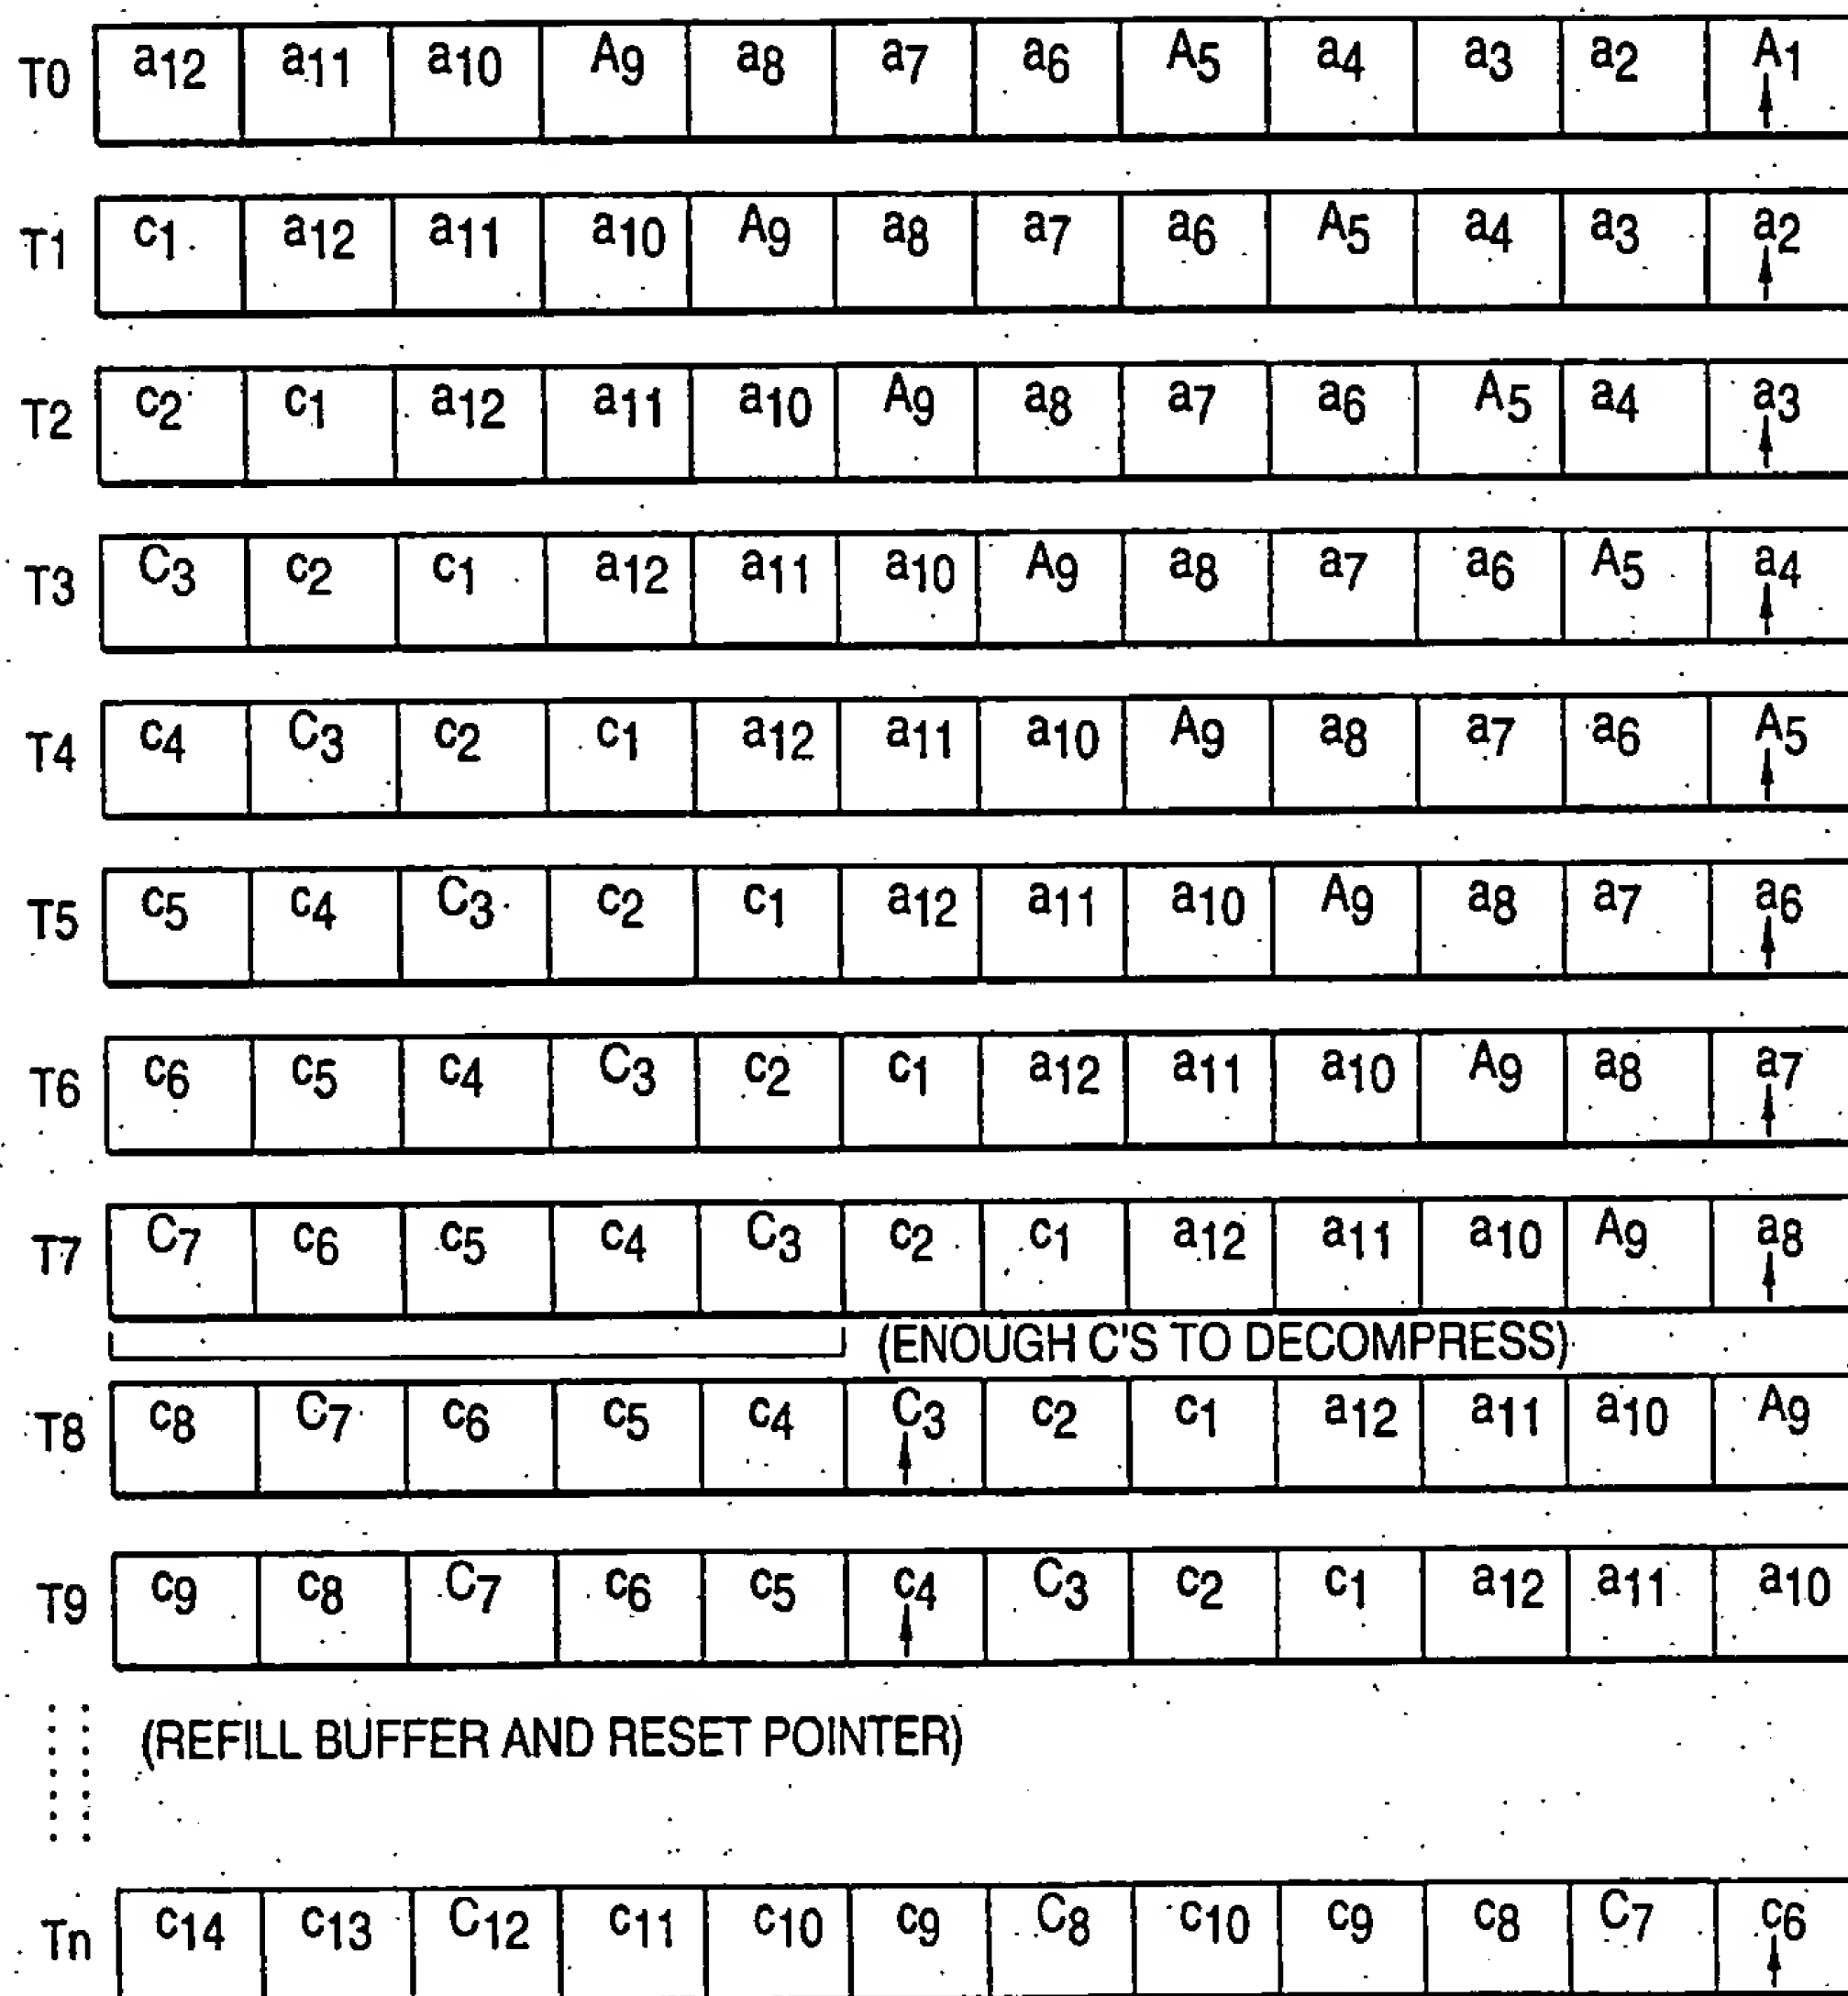 T0 a12 a11 a10 A9 a8 a7 a6 A5 a4 a3 a2 A1
T1 c1 a12 a11 a10 A9 a8 a7 a6 A5 a4 a3 a2
T2 c2 c1 a12 a11 a10 A9 a8 a7 a6 A5 a4 a3
T3 C3 c2 c1 a12 a11 a10 A9 a8 a7 a6 A5 a4
T4 c4 C3 c2 c1 a12 a11 a10 A9 a8 a7 a6 A5
T5 c5 c4 C3 c2 c1 a12 a11 a10 A9 a8 a7 a6
T6 c6 c5 c4 C3 c2 c1 a12 a11 a10 A9 a8 a7
T7 C7 c6 c5 c4 C3 c2 c1 a12 a11 a10 A9 a8
(ENOUGH C'S TO DECOMPRESS)
T8 c8 C7 c6 c5 c4 C3 c2 c1 a12 a11 a10 A9
T9 c9 c8 C7 c6 c5 c4 C3 c2 c1 a12 a11 a10
(REFILL BUFFER AND RESET POINTER)
Tn c14 c13 C12 c11 c10 c9 C8 c10 c9 c8 C7 c6